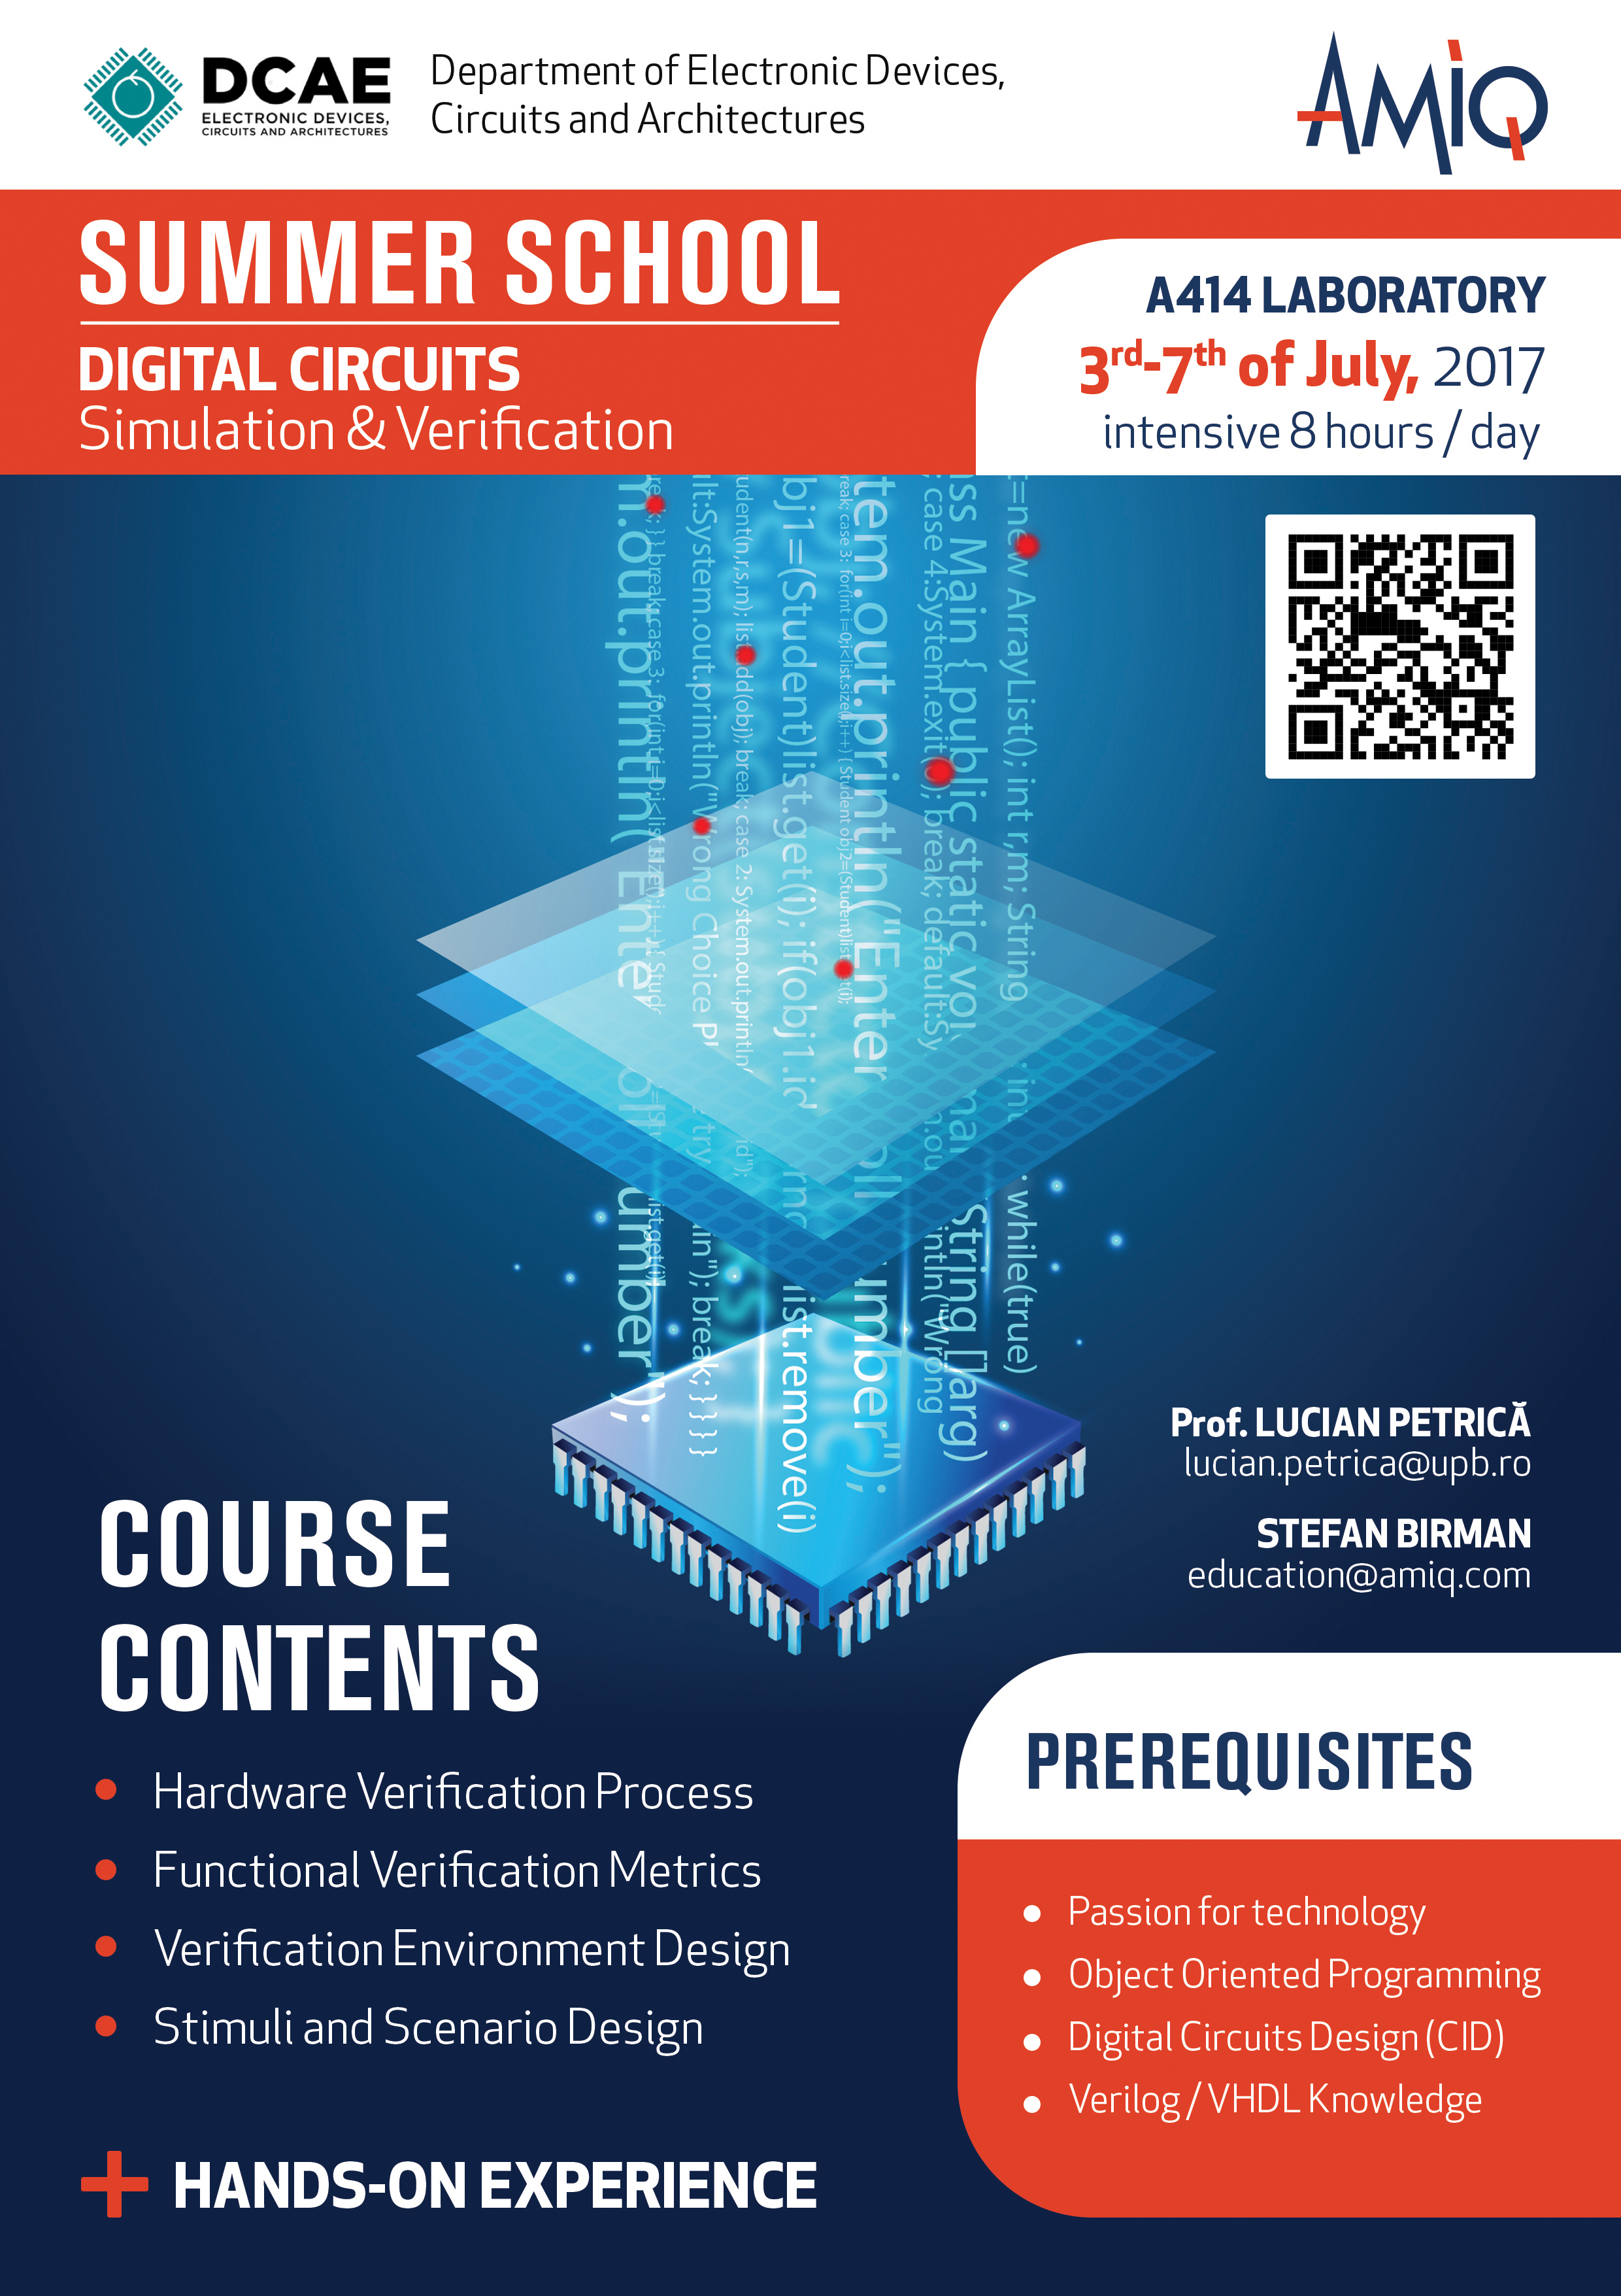 DCAE
ELECTRONIC DEVICES,
CIRCUITS AND ARCHITECTURES
Department of Electronic Devices,
Circuits and Architectures
AMiQ
SUMMER SCHOOL
DIGITAL CIRCUITS
Simulation & Verification
A414 LABORATORY
3rd-7th of July, 2017
intensive 8 hours / day
Prof. LUCIAN PETRICĂ
lucian.petrica@upb.ro
STEFAN BIRMAN
education@amiq.com
COURSE
CONTENTS
Hardware Verification Process
Functional Verification Metrics
Verification Environment Design
Stimuli and Scenario Design
+ HANDS-ON EXPERIENCE
PREREQUISITES
Passion for technology
Object Oriented Programming
Digital Circuits Design (CID)
Verilog / VHDL Knowledge